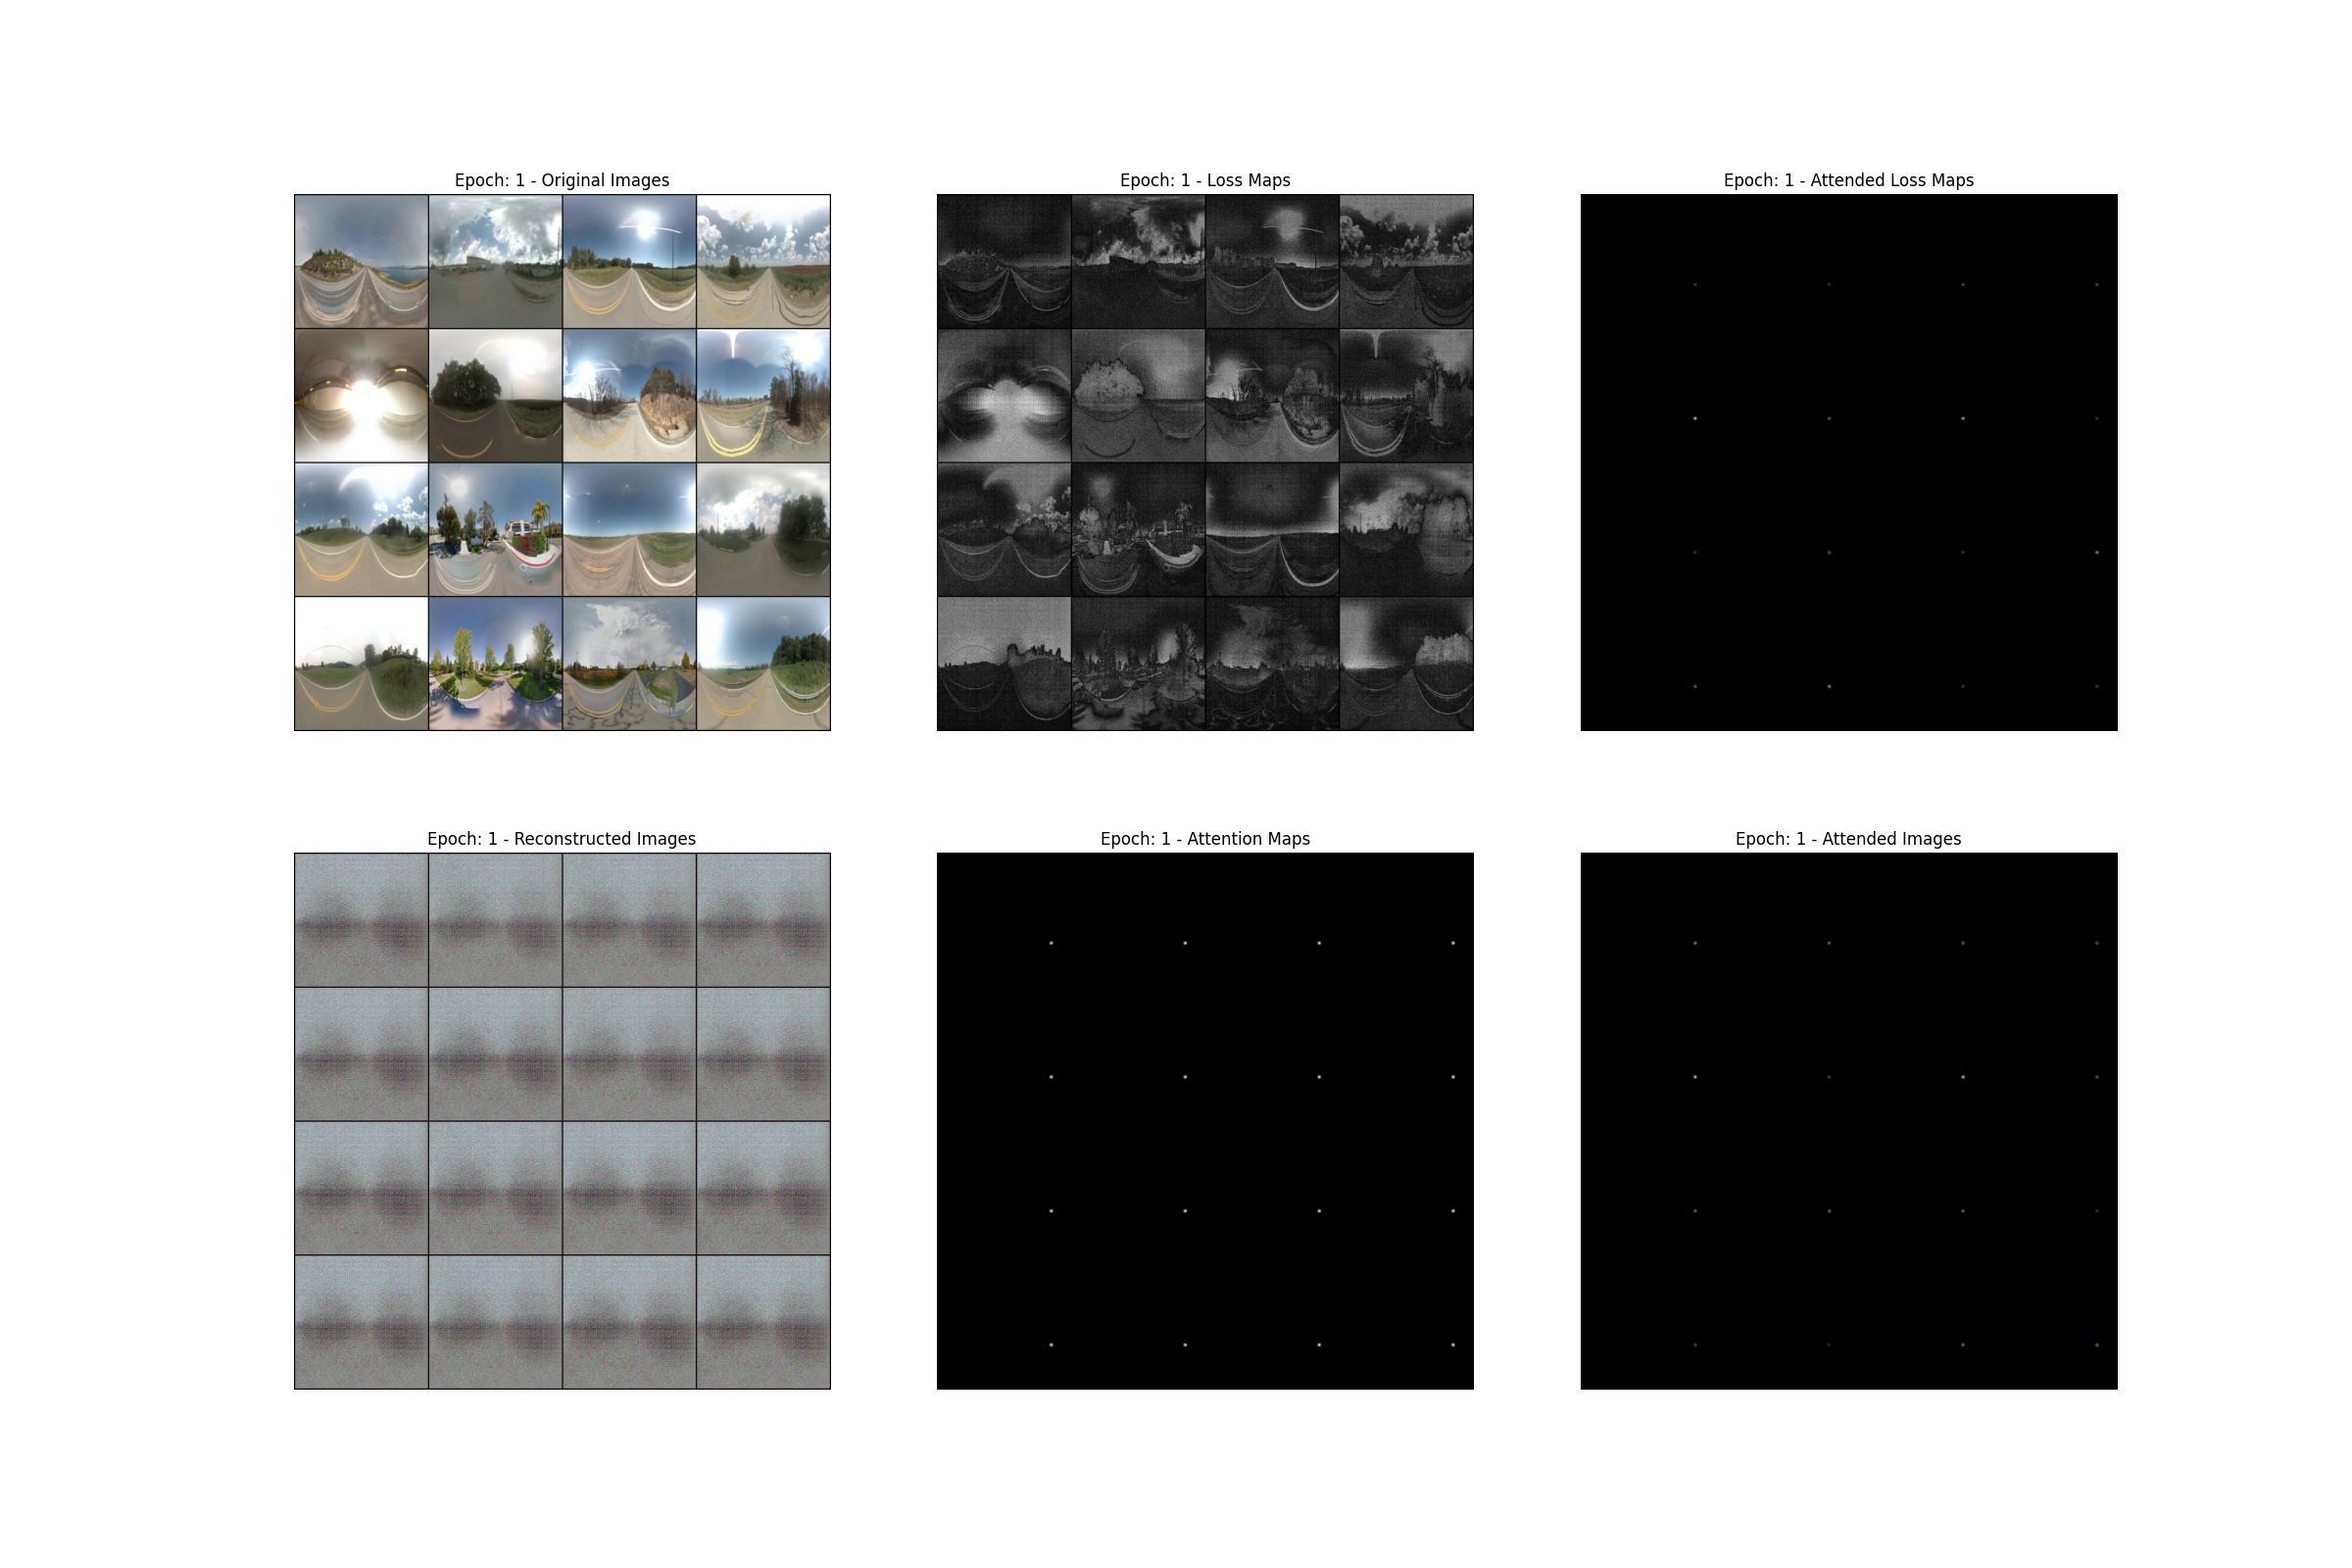 Epoch: 1 - Original Images
Epoch: 1 - Loss Maps
Epoch: 1 - Attended Loss Maps
Epoch: 1 - Reconstructed Images
Epoch: 1 - Attention Maps
Epoch: 1 - Attended Images